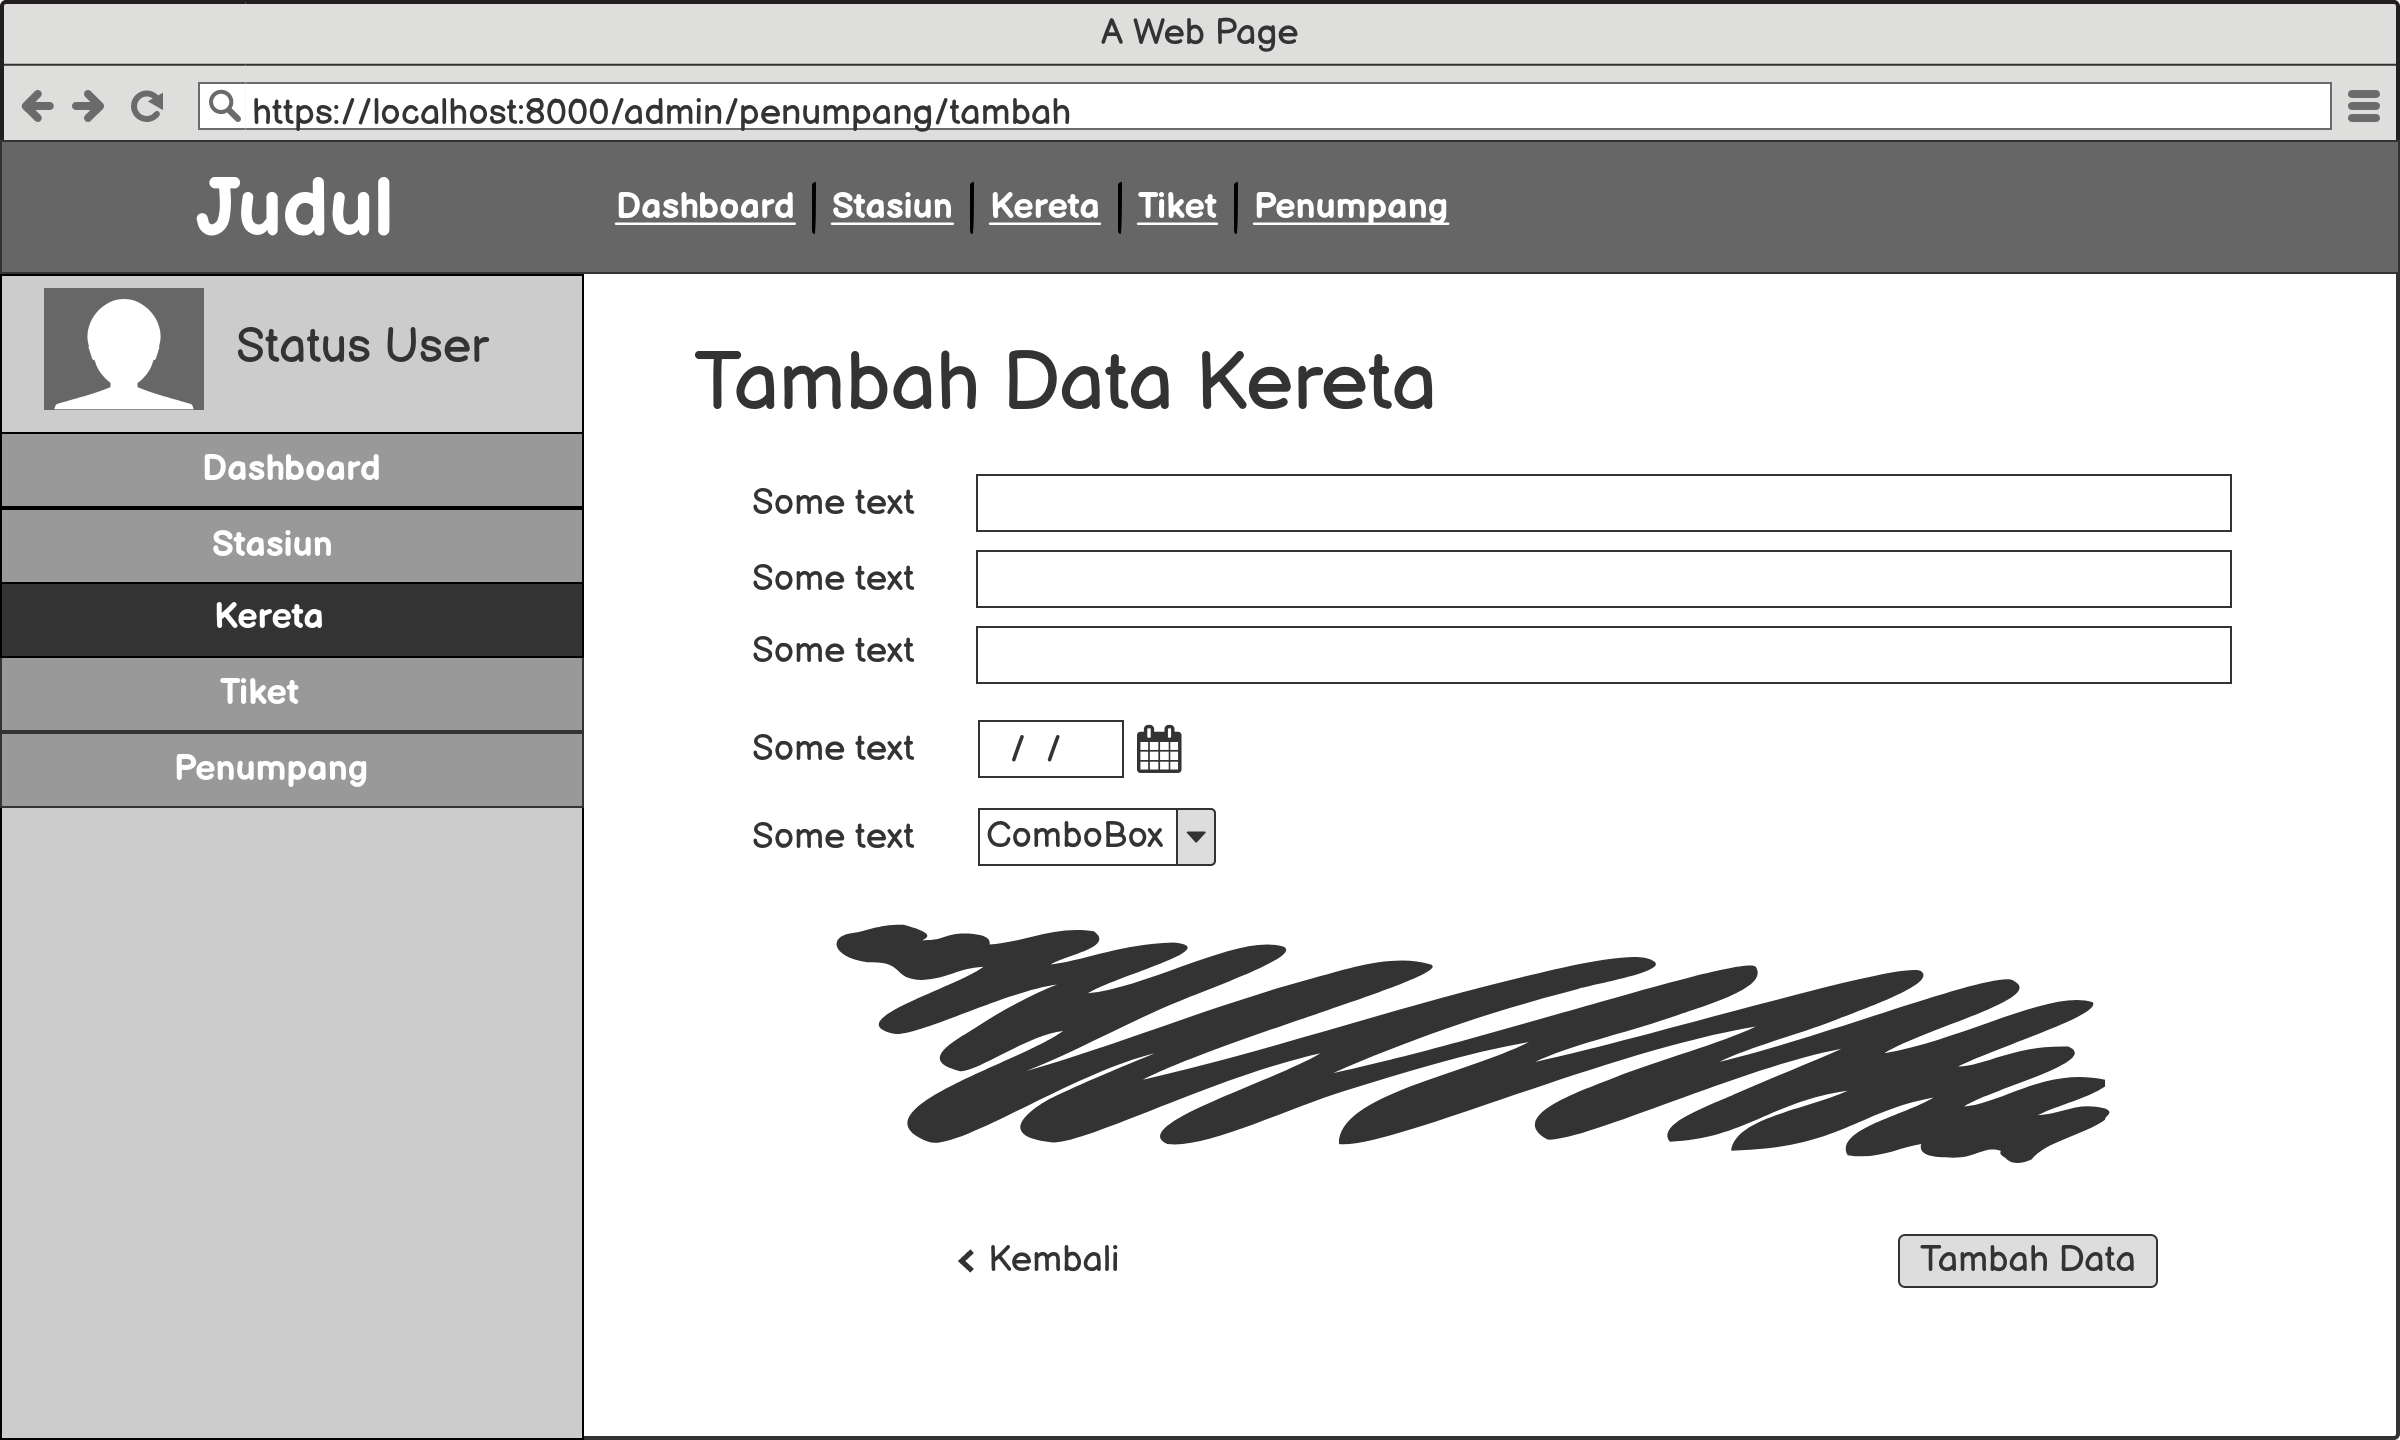 A Web Page
https://localhost:8000/admin/penumpang/tambah
Judul
Dashboard Stasiun Kereta Tiket Penumpang
Status User
Dashboard
Stasiun
Kereta
Tiket
Penumpang
Tambah Data Kereta
Some text
Some text
Some text
Some text / /
Some text ComboBox
Kembali
Tambah Data